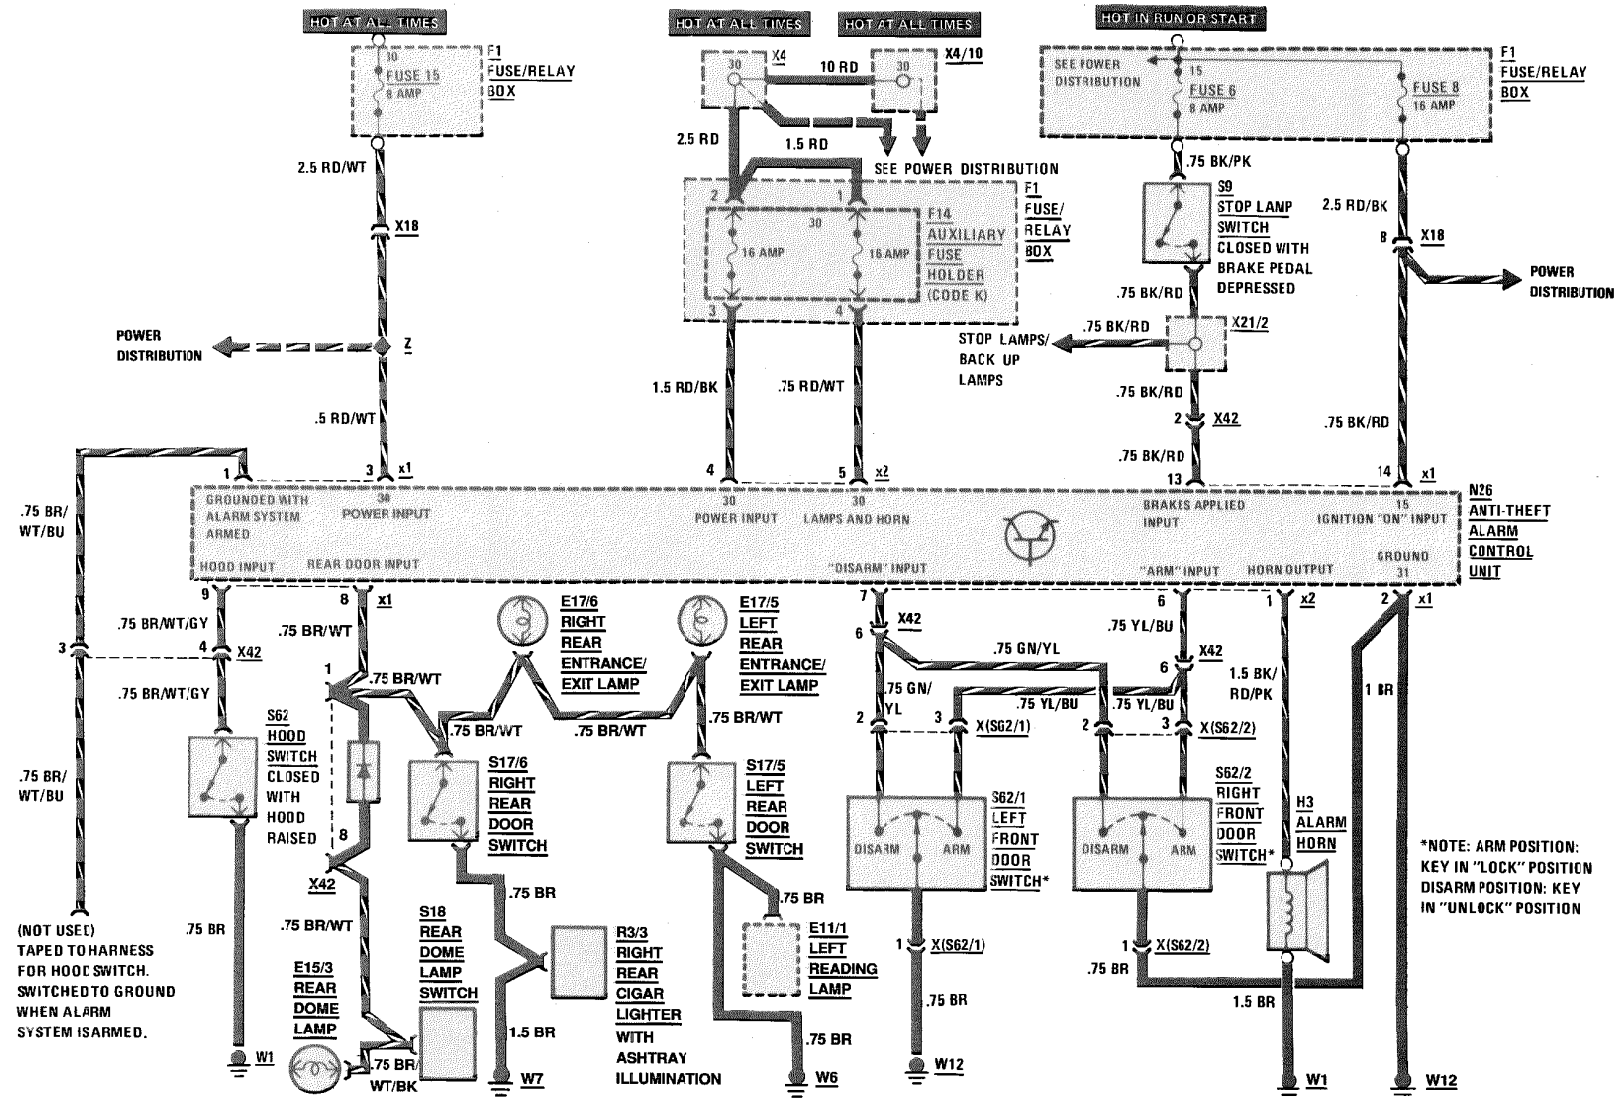 HOT AT ALL TIMES
HOT AT ALL TIMES
HOT AT ALL TIMES
HOT IN RUN OR START
30
FUSE 15
8 AMP
F1
FUSE/RELAY
BOX
30
X4
10 RD
30
X4/10
SEE POWER
DISTRIBUTION
15
FUSE 6
8 AMP
FUSE 8
16 AMP
F1
FUSE/RELAY
BOX
2.5 RD/WT
2.5 RD
1.5 RD
SEE POWER DISTRIBUTION
.75 BK/PK
X18
2
1
30
16 AMP
16 AMP
F14
AUXILIARY
FUSE
HOLDER
(CODE K)
3
4
F1
FUSE/
RELAY
BOX
S9
STOP LAMP
SWITCH
CLOSED WITH
BRAKE PEDAL
DEPRESSED
2.5 RD/BK
8
X18
POWER
DISTRIBUTION
.75 BK/RD
POWER
DISTRIBUTION
Z
STOP LAMPS/
BACK UP
LAMPS
.75 BK/RD
X21/2
.5 RD/WT
1.5 RD/BK
.75 RD/WT
.75 BK/RD
2
X42
.75 BK/RD
.75 BK/RD
1
3
x1
4
5
x2
13
14
x1
.75 BR/
WT/BU
GROUNDED WITH
ALARM SYSTEM
ARMED
30
POWER INPUT
30
POWER INPUT
30
LAMPS AND HORN
BRAKES APPLIED
INPUT
15
IGNITION "ON" INPUT
HOOD INPUT
REAR DOOR INPUT
"DISARM" INPUT
"ARM" INPUT
HORN OUTPUT
GROUND
31
N26
ANTI-THEFT
ALARM
CONTROL
UNIT
9
8
x1
7
6
1
x2
2
x1
.75 BR/WT/GY
3
4
X42
.75 BR/WT/GY
.75 BR/WT
1
.75 BR/WT
E17/6
RIGHT
REAR
ENTRANCE/
EXIT LAMP
E17/5
LEFT
REAR
ENTRANCE/
EXIT LAMP
.75 BR/WT
.75 BR/WT
.75 BR/WT
X42
6
.75 GN/YL
.75 GN/
YL
.75 YL/BU
X42
6
.75 YL/BU
.75 YL/BU
1.5 BK/
RD/PK
1 BR
2
3
X(S62/1)
2
3
X(S62/2)
.75 BR/
WT/BU
S62
HOOD
SWITCH
CLOSED
WITH
HOOD
RAISED
8
X42
S17/6
RIGHT
REAR
DOOR
SWITCH
S17/5
LEFT
REAR
DOOR
SWITCH
DISARM
ARM
S62/1
LEFT
FRONT
DOOR
SWITCH*
DISARM
ARM
S62/2
RIGHT
FRONT
DOOR
SWITCH*
H3
ALARM
HORN
*NOTE: ARM POSITION:
KEY IN "LOCK" POSITION
DISARM POSITION: KEY
IN "UNLOCK" POSITION
(NOT USED)
TAPED TO HARNESS
FOR HOOD SWITCH.
SWITCHED TO GROUND
WHEN ALARM
SYSTEM IS ARMED.
.75 BR
.75 BR/WT
E15/3
REAR
DOME
LAMP
S18
REAR
DOME
LAMP
SWITCH
.75 BR
R3/3
RIGHT
REAR
CIGAR
LIGHTER
WITH
ASHTRAY
ILLUMINATION
.75 BR
E11/1
LEFT
READING
LAMP
1
X(S62/1)
1
X(S62/2)
.75 BR
.75 BR
1.5 BR
1.5 BR
.75 BR
W1
.75 BR/
WT/BK
W7
W6
W12
W1
W12